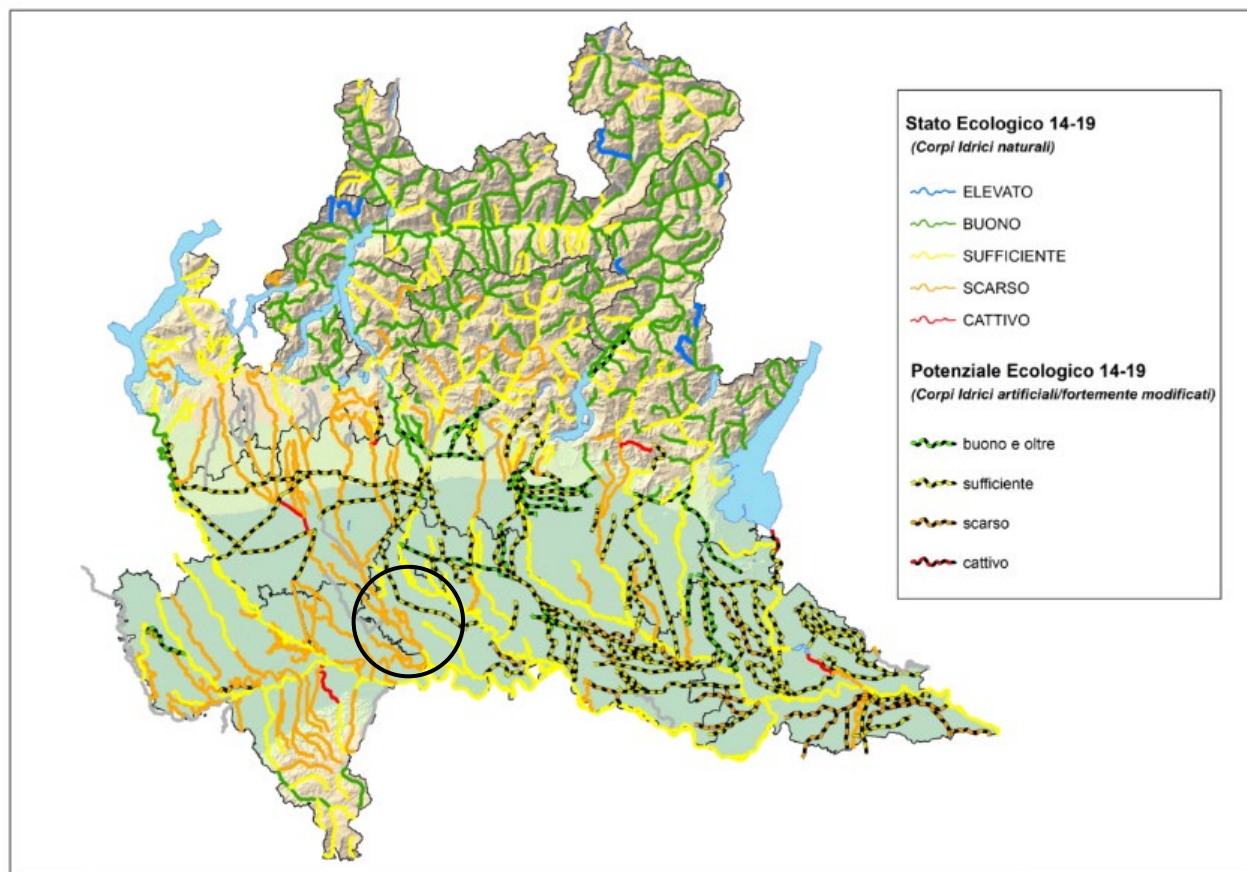 Stato Ecologico 14-19
(Corpi Idrici naturali)
ELEVATO
BUONO
SUFFICIENTE
SCARSO
CATTIVO
Potenziale Ecologico 14-19
(Corpi Idrici artificiali/fortemente modificati)
buono e oltre
sufficiente
scarso
cattivo